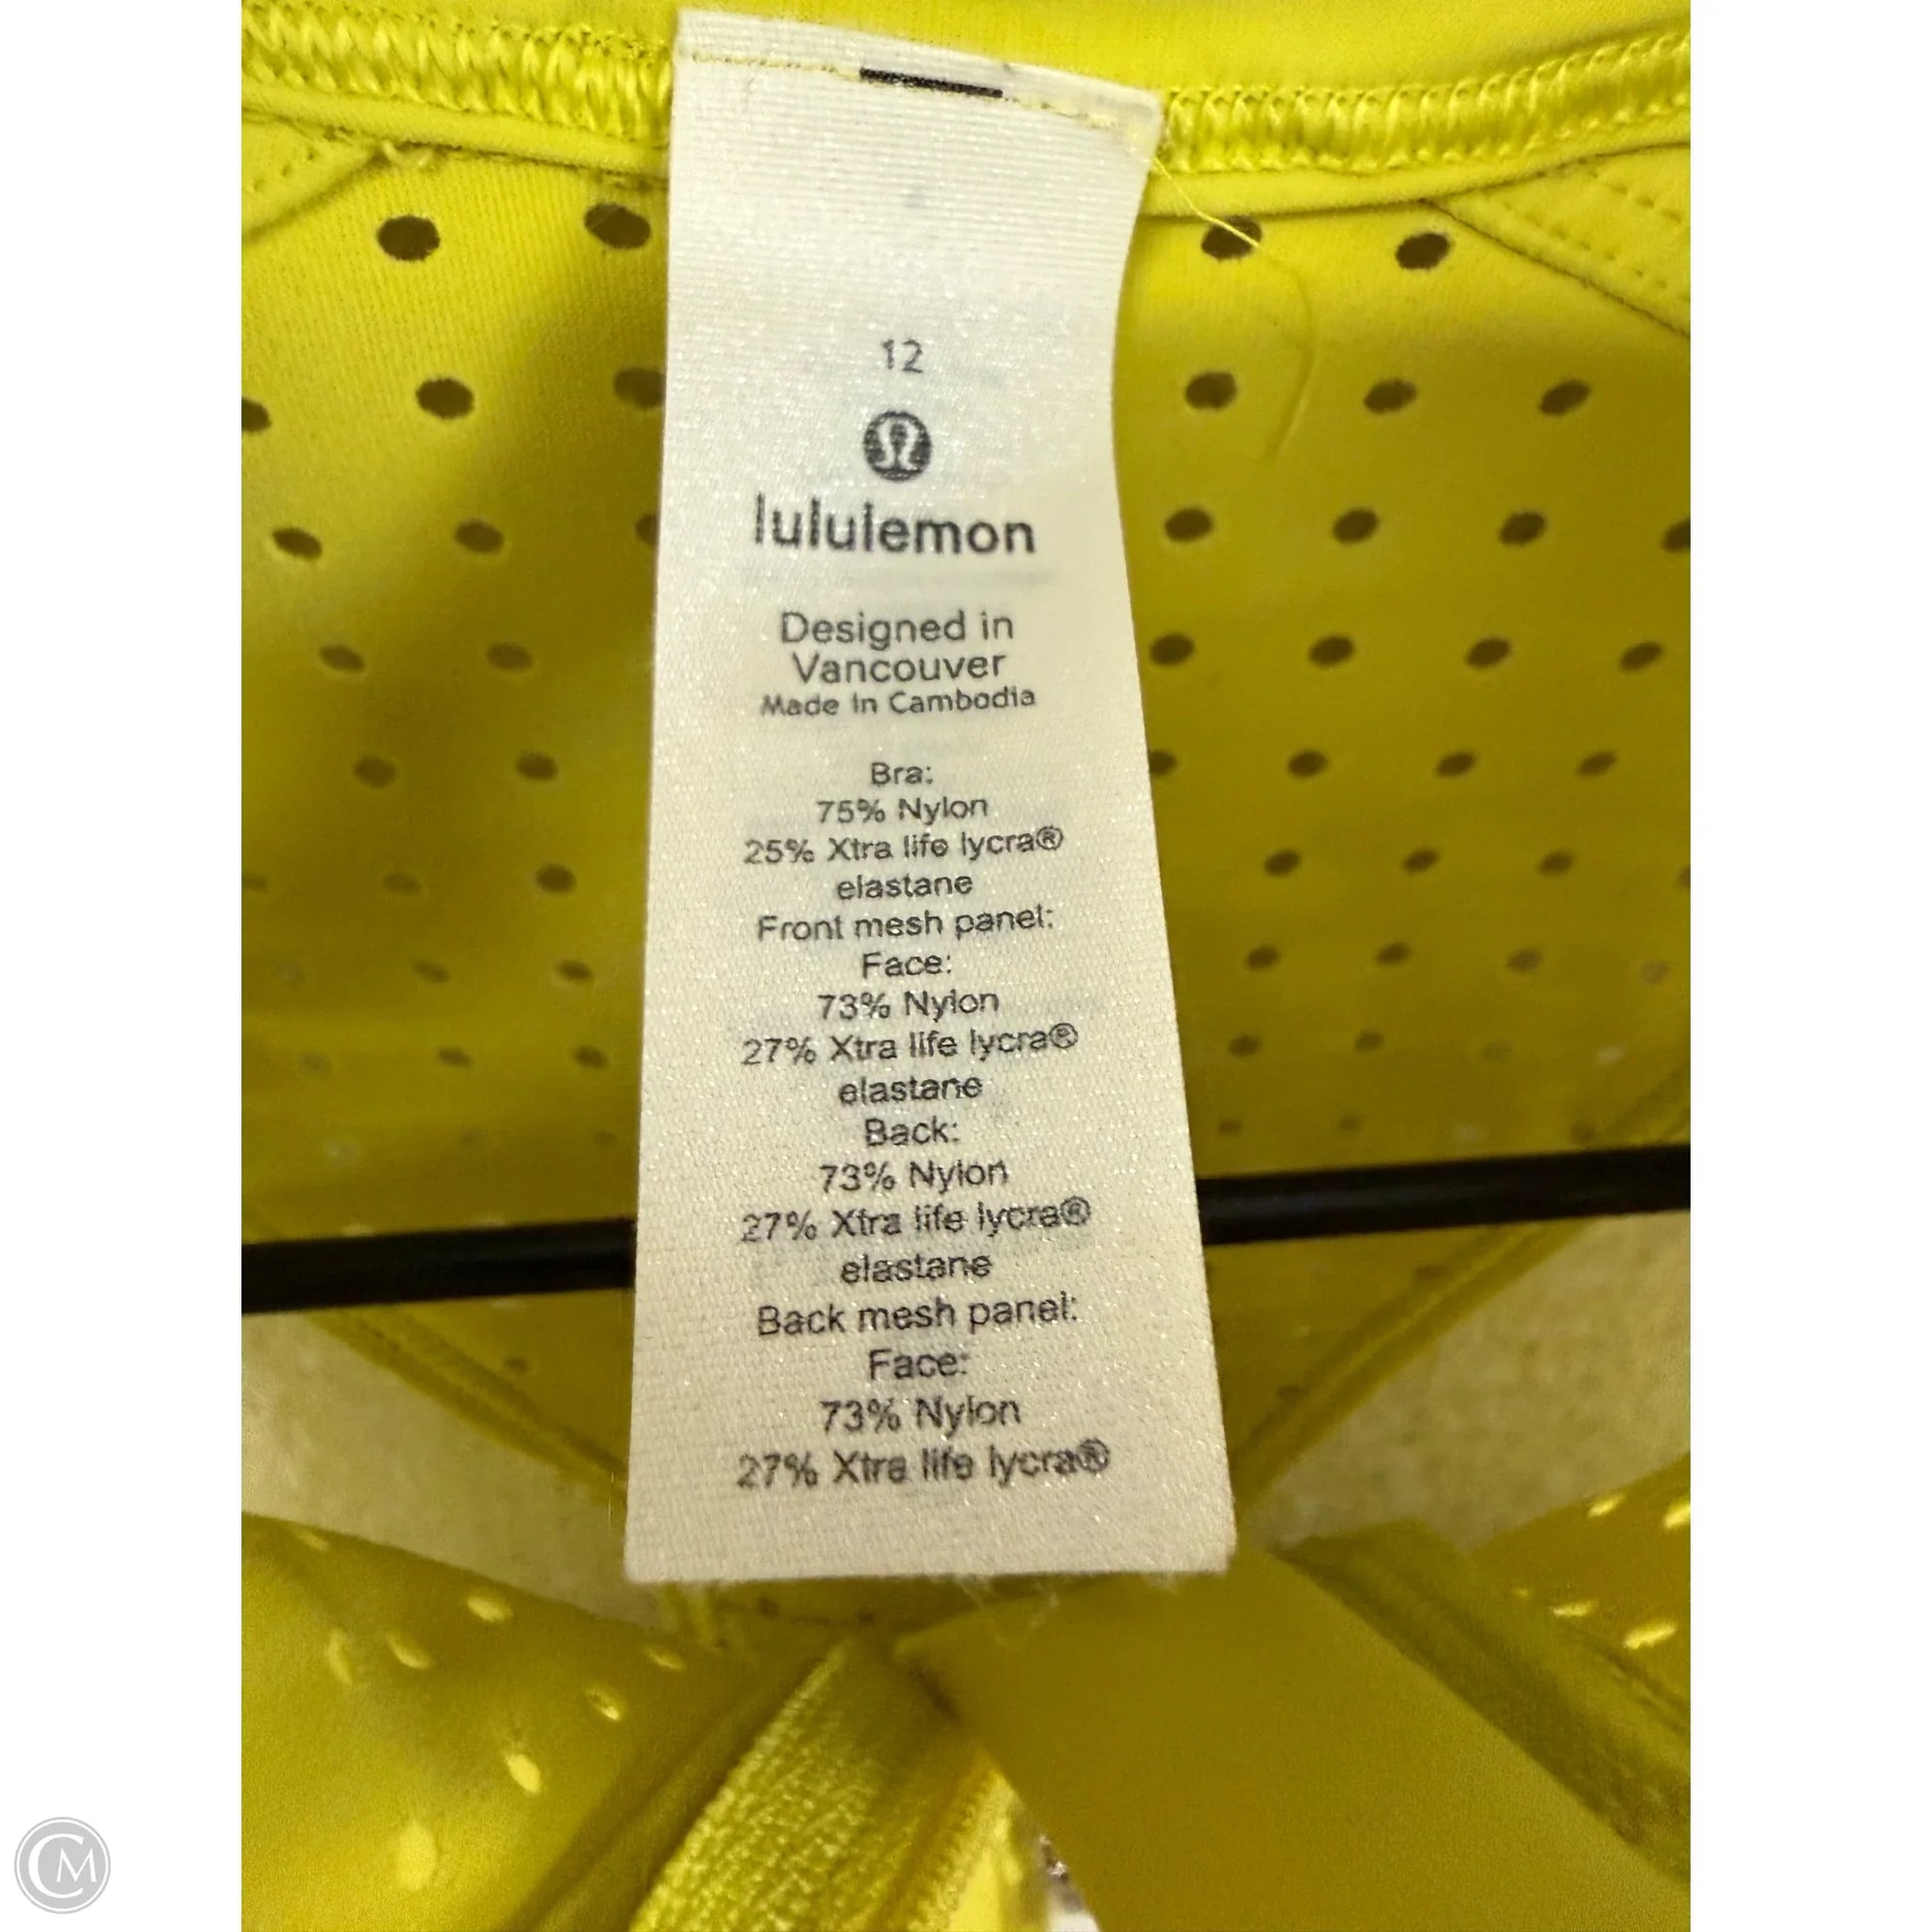 12
lululemon
Designed in
Vancouver
Made in Cambodia
Bra:
75% Nylon
25% Xtra life lycra®
elastane
Front mesh panel:
Face:
73% Nylon
27% Xtra life lycra®
elastane
Back:
73% Nylon
27% Xtra life lycra®
elastane
Back mesh panel:
Face:
73% Nylon
27% Xtra life lycra®
CM